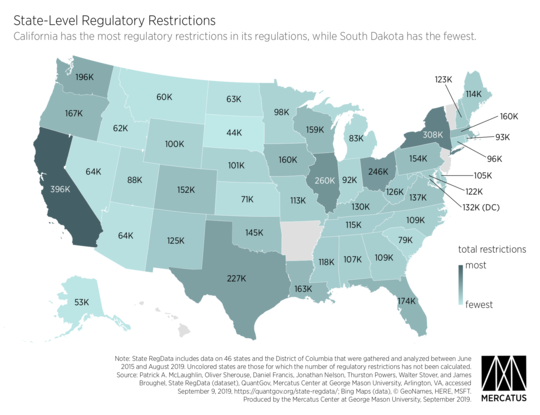 State-Level Regulatory Restrictions
California has the most regulatory restrictions in its regulations, while South Dakota has the fewest.
196K
123K
114K
60K
63K
167K
98K
160K
308K
159K
62K
83K
44K
93K
100K
154K
96K
101K
160K
64K
246K
105K
88K
260K
92K
396K
152K
126K
122K
71K
113K
137K
130K
132K (DC)
109K
115K
64K
125K
145K
79K
total restrictions
118K
107K
109K
most
227K
163K
174K
53K
fewest
Note: State RegData includes data on 46 states and the District of Columbia that were gathered and analyzed between June
2015 and August 2019. Uncolored states are those for which the number of regulatory restrictions has not been calculated.
Source: Patrick A. McLaughlin, Oliver Sherouse, Daniel Francis, Jonathan Nelson, Thurston Powers, Walter Stover, and James
Broughel, State RegData (dataset), QuantGov, Mercatus Center at George Mason University, Arlington, VA, accessed
September 9, 2019, https://quantgov.org/state-regdata/; Bing Maps (data), © GeoNames, HERE, MSFT.
Produced by the Mercatus Center at George Mason University, September 2019.
MERCATUS